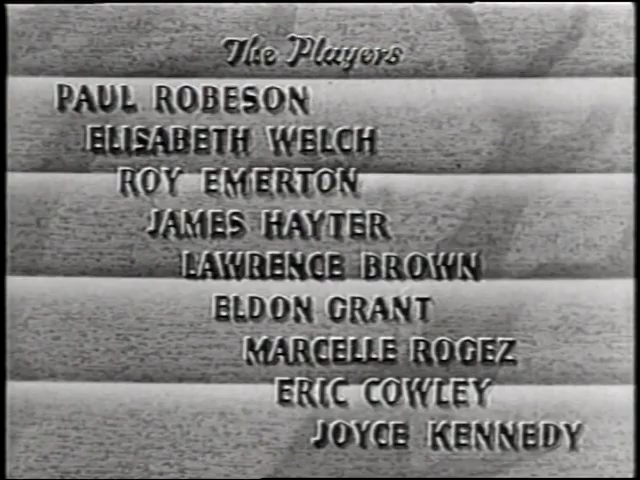 The Players
PAUL ROBESON
ELISABETH WELCH
ROY EMERTON
JAMES HAYTER
LAWRENCE BROWN
ELDON GRANT
MARCELLE ROGEZ
ERIC COWLEY
JOYCE KENNEDY